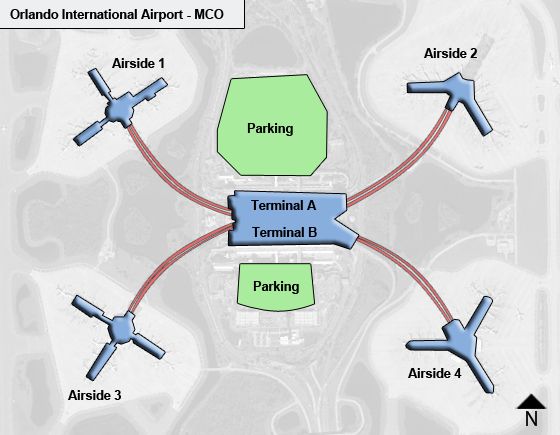 Orlando International Airport - MCO
Airside 1
Airside 2
Parking
Terminal A
Terminal B
Parking
Airside 3
Airside 4
N